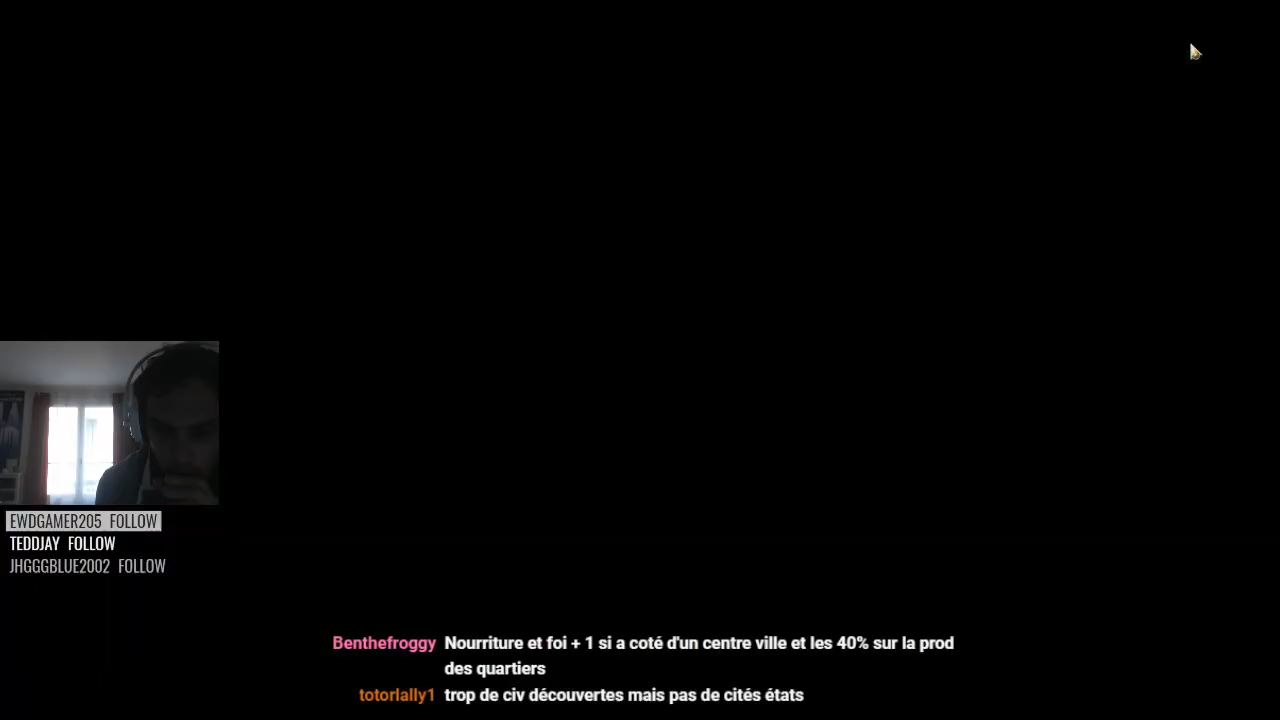 EWDGAMER205 FOLLOW
TEDDJAY FOLLOW
JHGGGBLUE2002 FOLLOW
Benthefroggy Nourriture et foi + 1 si a coté d'un centre ville et les 40% sur la prod
des quartiers
totorlally1 trop de civ découvertes mais pas de cités états